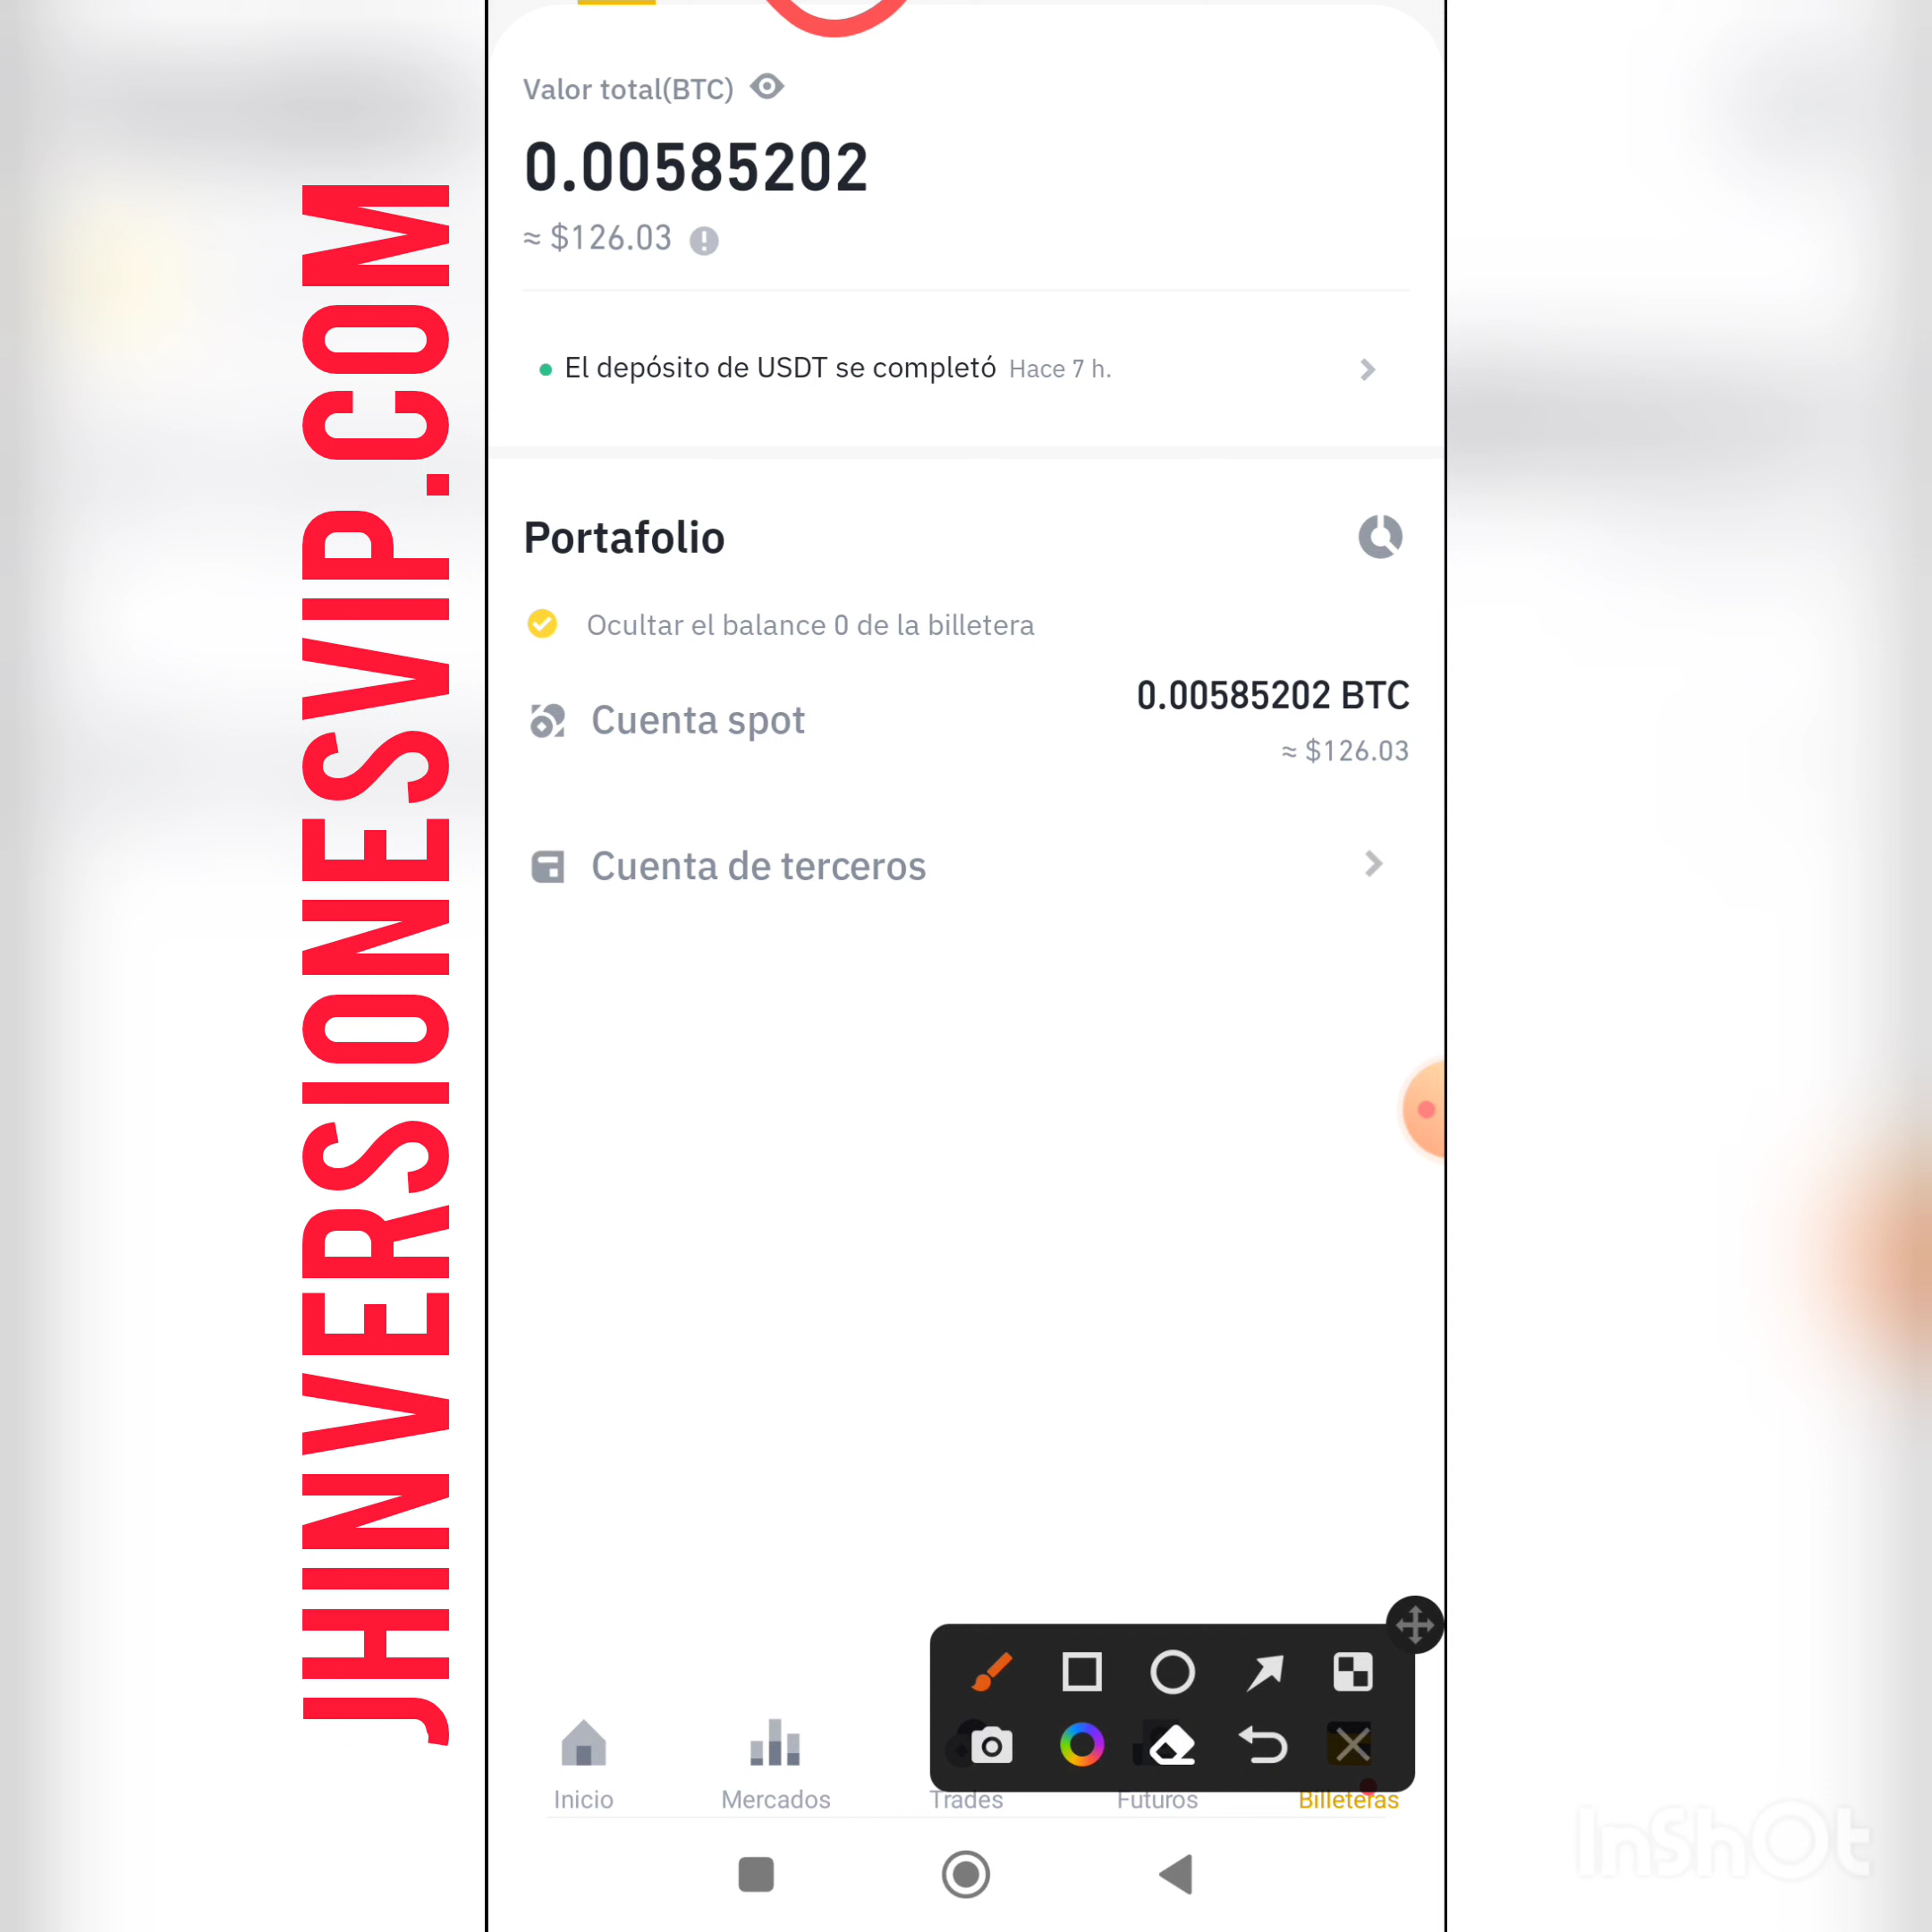 JHINVERSIONESVIP.COM
Valor total(BTC)
0.00585202
≈ $126.03
El depósito de USDT se completó Hace 7 h.
Portafolio
Ocultar el balance 0 de la billetera
Cuenta spot
0.00585202 BTC
≈ $126.03
Cuenta de terceros
Inicio
Mercados
Trades
Futuros
Billeteras
InShOt